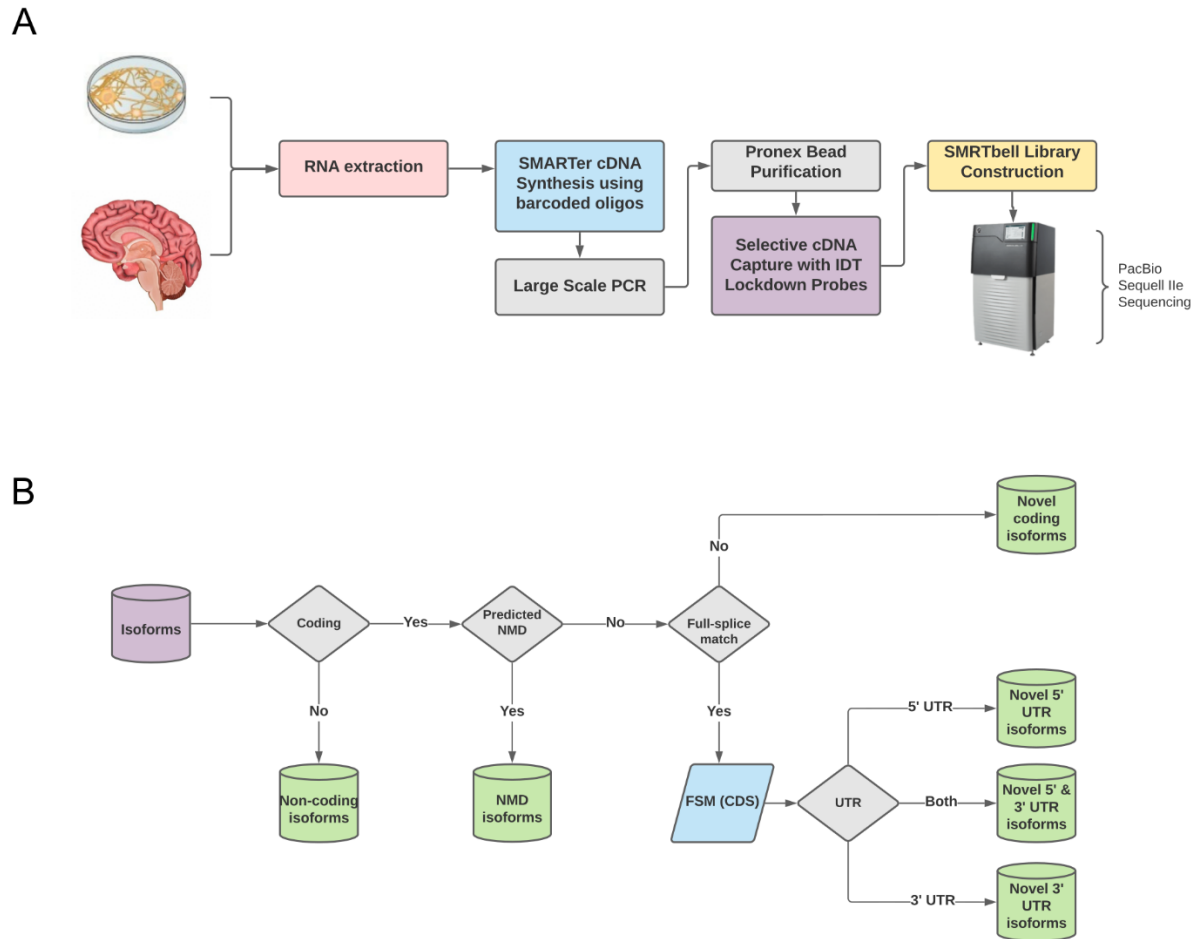 A
RNA extraction
SMARTer cDNA
Synthesis using
barcoded oligos
Large Scale PCR
Pronex Bead
Purification
Selective cDNA
Capture with IDT
Lockdown Probes
SMRTbell Library
Construction
PacBio
Sequell IIe
Sequencing
B
Isoforms
Coding
Yes
No
Non-coding
isoforms
Predicted
NMD
No
Yes
NMD
isoforms
Full-splice
match
No
Novel
coding
isoforms
Yes
FSM (CDS)
UTR
5' UTR
Novel 5'
UTR
isoforms
Both
Novel 5' &
3' UTR
isoforms
3' UTR
Novel 3'
UTR
isoforms